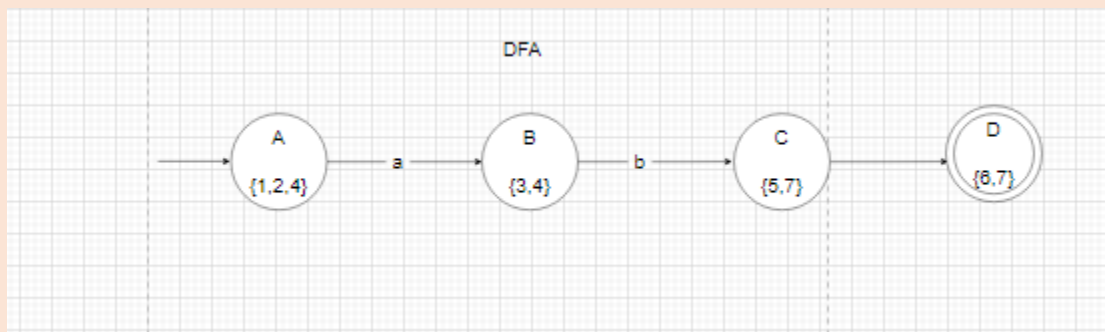 DFA
A
{1,2,4}
a
B
{3,4}
b
C
{5,7}
D
{6,7}